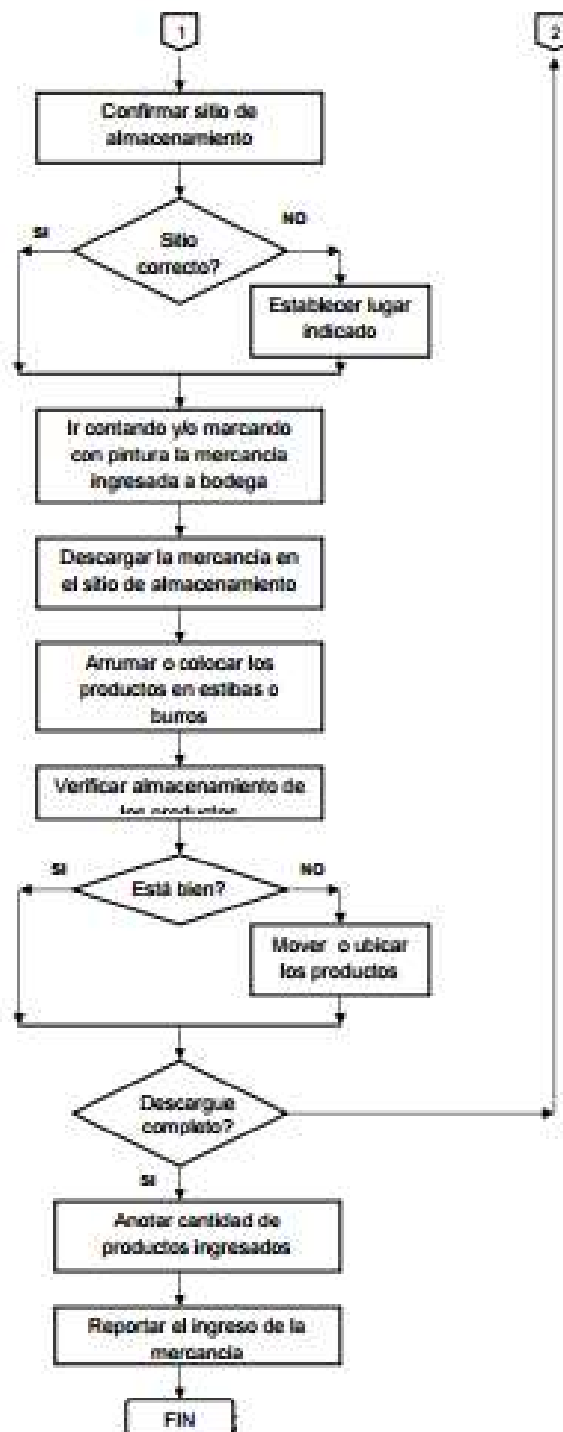 1
2
Confirmar sitio de
almacenamiento
SI
NO
Sitio
correcto?
Establecer lugar
indicado
Ir contando y/o marcando
con pintura la mercancía
ingresada a bodega
Descargar la mercancía en
el sitio de almacenamiento
Arrumar o colocar los
productos en estibas o
burros
Verificar almacenamiento de
los productos
SI
NO
Está bien?
Mover o ubicar
los productos
Descargue
completo?
SI
Anotar cantidad de
productos ingresados
Reportar el ingreso de la
mercancía
FIN